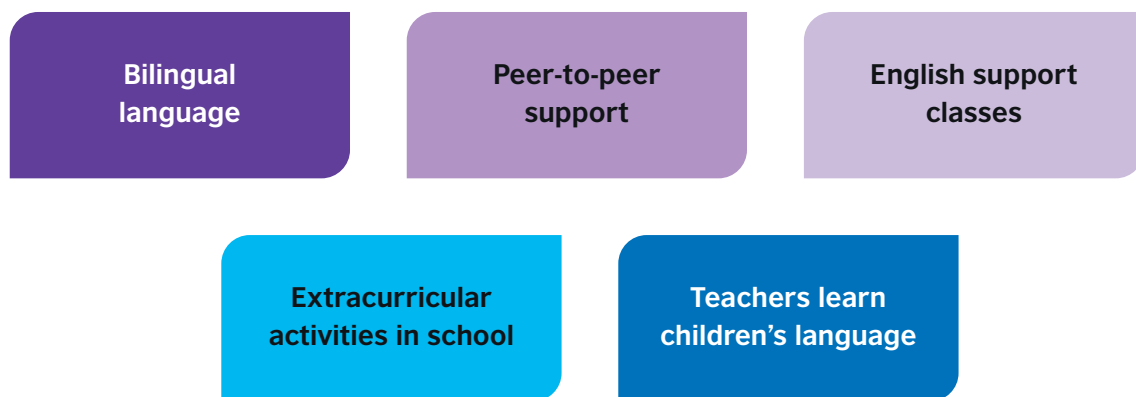 Bilingual
language
Peer-to-peer
support
English support
classes
Extracurricular
activities in school
Teachers learn
children’s language